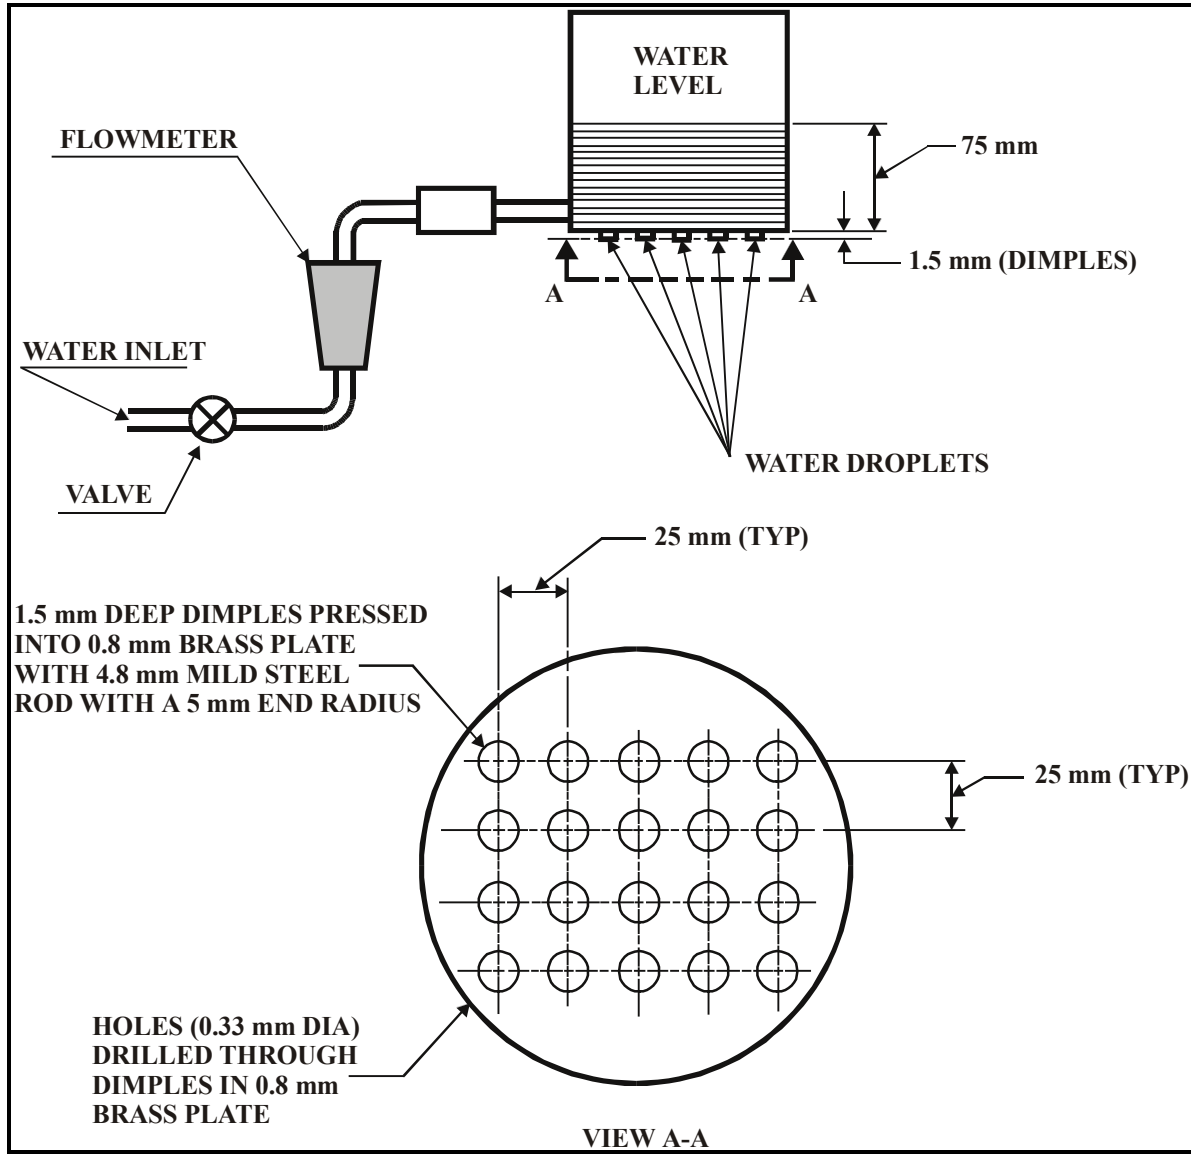 WATER
LEVEL
FLOWMETER
75 mm
1.5 mm (DIMPLES)
A
A
WATER INLET
WATER DROPLETS
VALVE
25 mm (TYP)
1.5 mm DEEP DIMPLES PRESSED
INTO 0.8 mm BRASS PLATE
WITH 4.8 mm MILD STEEL
ROD WITH A 5 mm END RADIUS
25 mm (TYP)
HOLES (0.33 mm DIA)
DRILLED THROUGH
DIMPLES IN 0.8 mm
BRASS PLATE
VIEW A-A